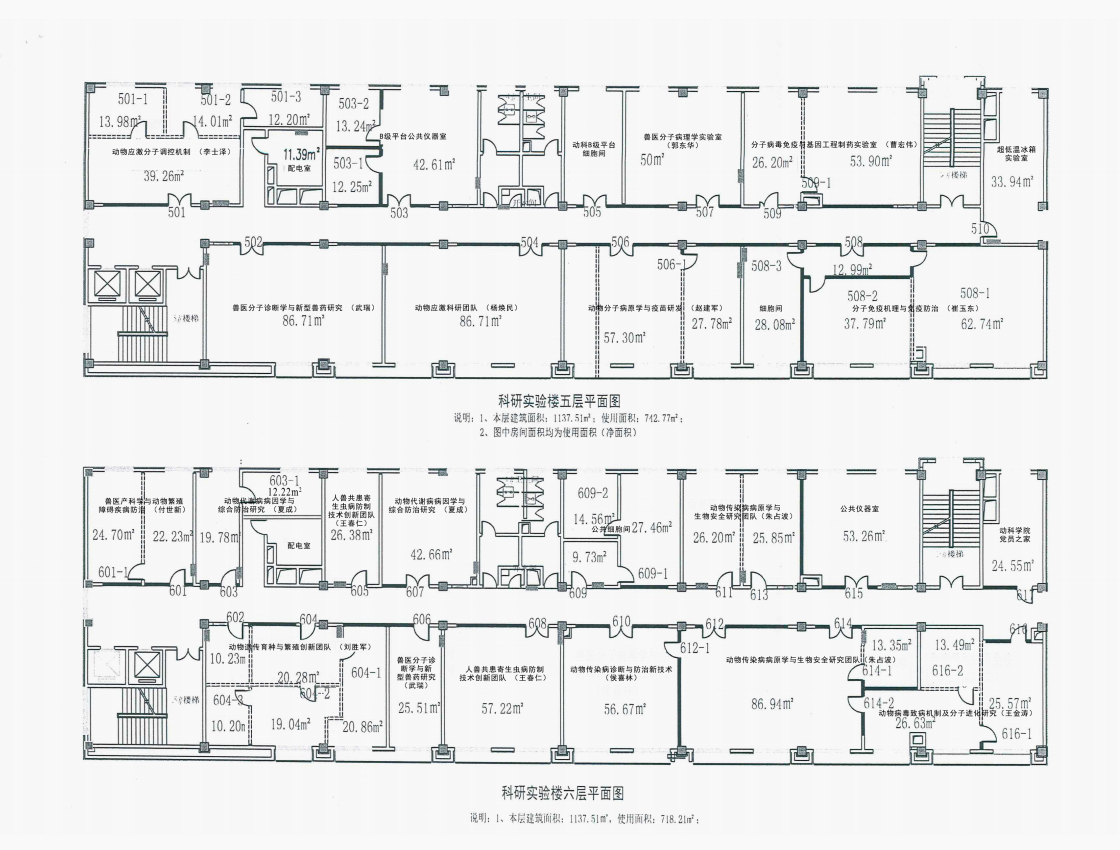 501-1
501-2
501-3
503-2
13.98m²
14.01m²
12.20m²
13.24m²
B级平台公共仪器室
42.61m²
动物应激分子调控机制 （李士泽）
39.26m²
11.39m²
配电室
503-1
12.25m²
动科B级平台
细胞间
兽医分子病理学实验室
（郭东华）
50m²
分子病毒免疫与基因工程制药实验室 （曹宏伟）
26.20m²
53.90m²
509-1
超低温冰箱
实验室
33.94m²
501
503
505
507
509
510
502
504
506
508
506-1
508-3
12.99m²
508-2
508-1
兽医分子诊断学与新型兽药研究 （武瑞）
86.71m²
动物应激科研团队 （杨焕民）
86.71m²
动物分子病原学与疫苗研发 （赵建军）
57.30m²
27.78m²
细胞间
28.08m²
分子免疫机理与免疫防治 （崔玉东）
37.79m²
62.74m²
科研实验楼五层平面图
说明：1、本层建筑面积：1137.51m²；使用面积：742.77m²；
2、图中房间面积均为使用面积（净面积）
兽医产科学与动物繁殖
障碍疾病防治 （付世新）
24.70m²
22.23m²
601-1
动物代谢病病因学与
综合防治研究 （夏成）
19.78m²
603-1
12.22m²
配电室
人兽共患寄
生虫病防制
技术创新团队
（王春仁）
26.38m²
动物代谢病病因学与
综合防治研究 （夏成）
42.66m²
609-2
14.56m²
公共细胞间
27.46m²
9.73m²
609-1
动物传染病病原学与
生物安全研究团队（朱占波）
26.20m²
25.85m²
公共仪器室
53.26m²
楼梯
动科学院
党员之家
24.55m²
601
603
605
607
609
611
613
615
617
602
604
606
608
610
612
614
616
612-1
动物遗传育种与繁殖创新团队 （刘胜军）
10.23m
20.28m²
604-1
604-3
604-2
10.20m
19.04m²
20.86m²
兽医分子诊
断学与新
型兽药研究
（武瑞）
25.51m²
人兽共患寄生虫病防制
技术创新团队 （王春仁）
57.22m²
动物传染病诊断与防治新技术
（侯喜林）
56.67m²
动物传染病病原学与生物安全研究团队（朱占波）
86.94m²
13.35m²
614-1
13.49m²
616-2
614-2
动物病毒致病机制及分子进化研究（王金涛）
26.63m²
25.57m²
616-1
科研实验楼六层平面图
说明：1、本层建筑面积：1137.51m²，使用面积：718.21m²；